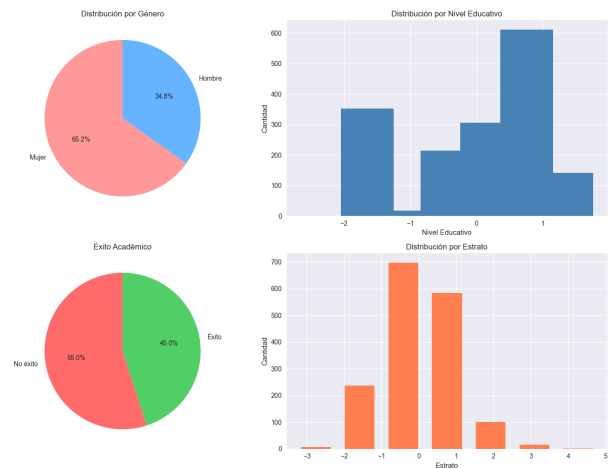 Distribución por Género
Hombre
34.8%
65.2%
Mujer
Distribución por Nivel Educativo
Cantidad
600
500
400
300
200
100
0
−2
−1
0
1
Nivel Educativo
Éxito Académico
Éxito
45.0%
55.0%
No éxito
Distribución por Estrato
Cantidad
700
600
500
400
300
200
100
0
−3
−2
−1
0
1
2
3
4
5
Estrato